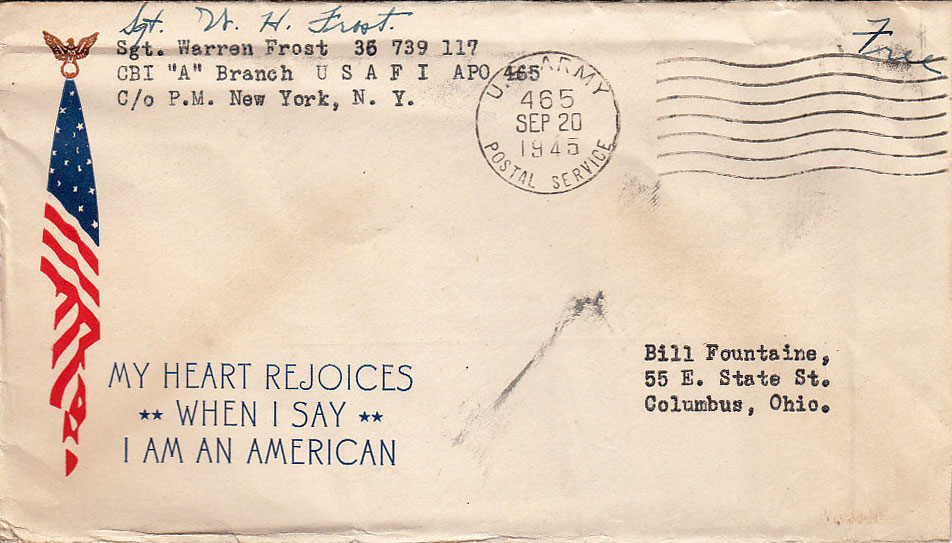 Sgt. W. H. Frost.
Free
Sgt. Warren Frost 36 739 117
CBI "A" Branch U S A F I APO 465
C/o P.M. New York, N. Y.
U.S. ARMY
465
SEP 20
1945
POSTAL SERVICE
Bill Fountaine,
55 E. State St.
Columbus, Ohio.
MY HEART REJOICES
WHEN I SAY
I AM AN AMERICAN